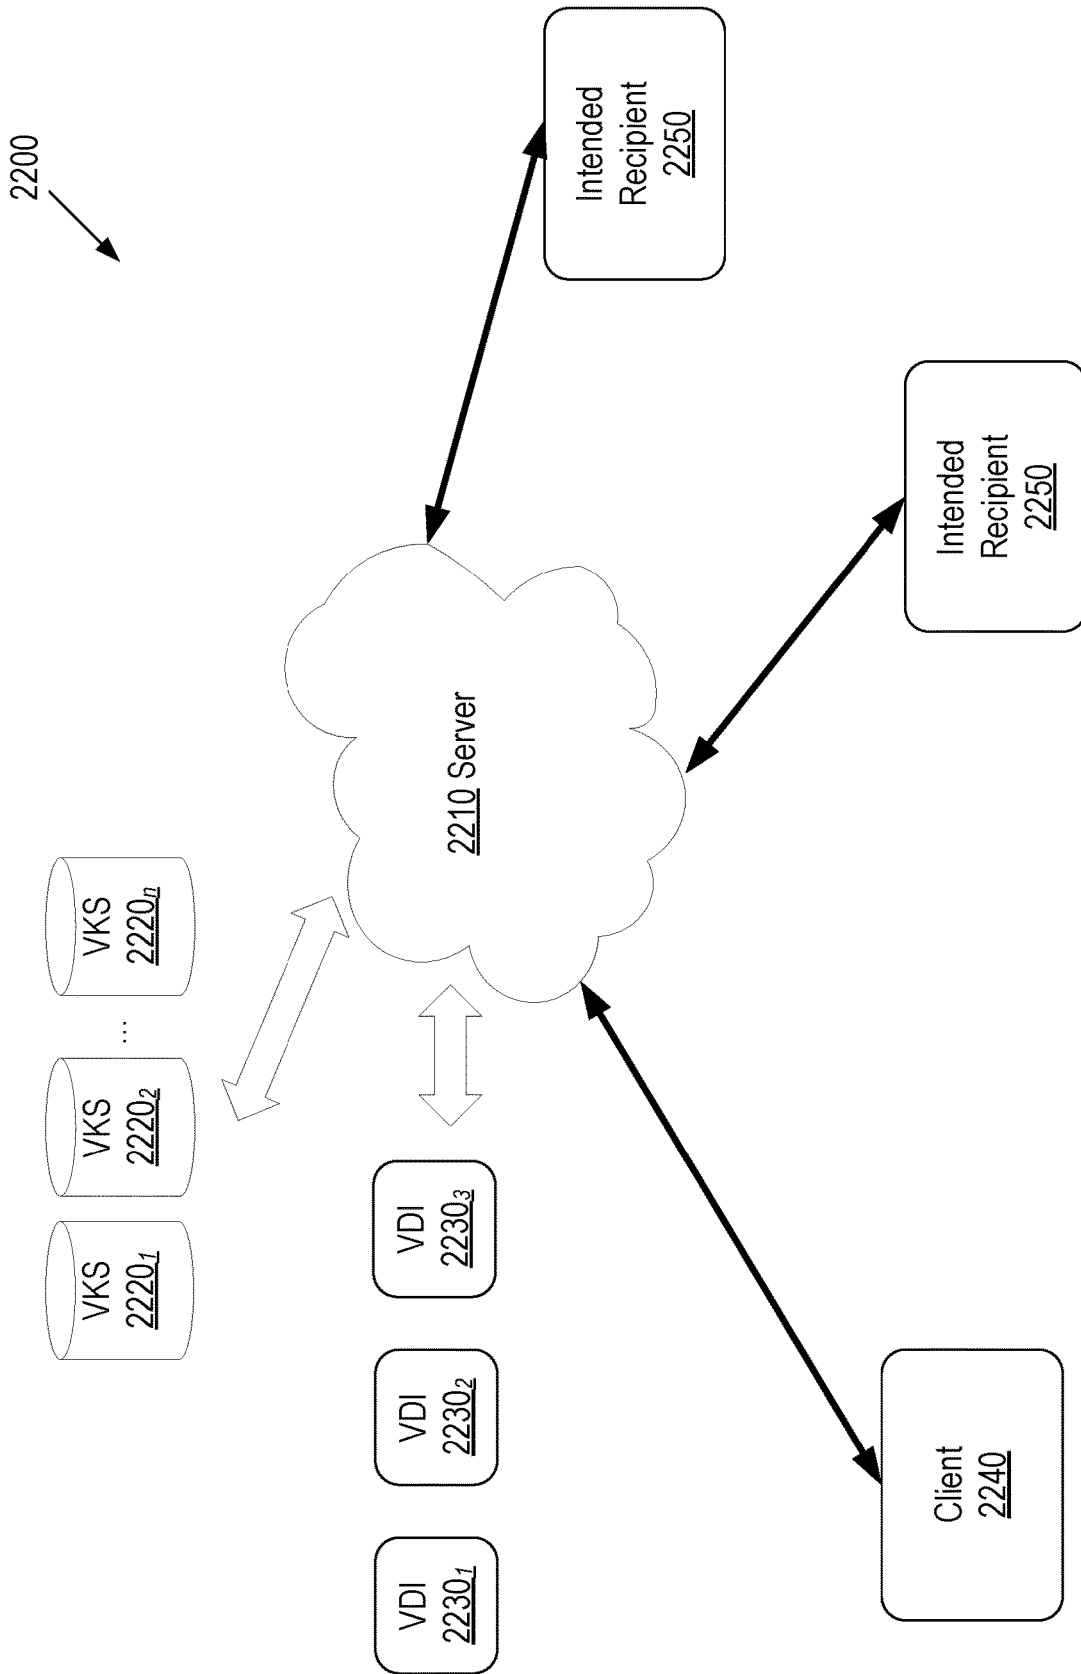 2200
VKS
2220₁
VKS
2220₂
...
VKS
2220ₙ
VDI
2230₁
VDI
2230₂
VDI
2230₃
2210 Server
Intended
Recipient
2250
Client
2240
Intended
Recipient
2250